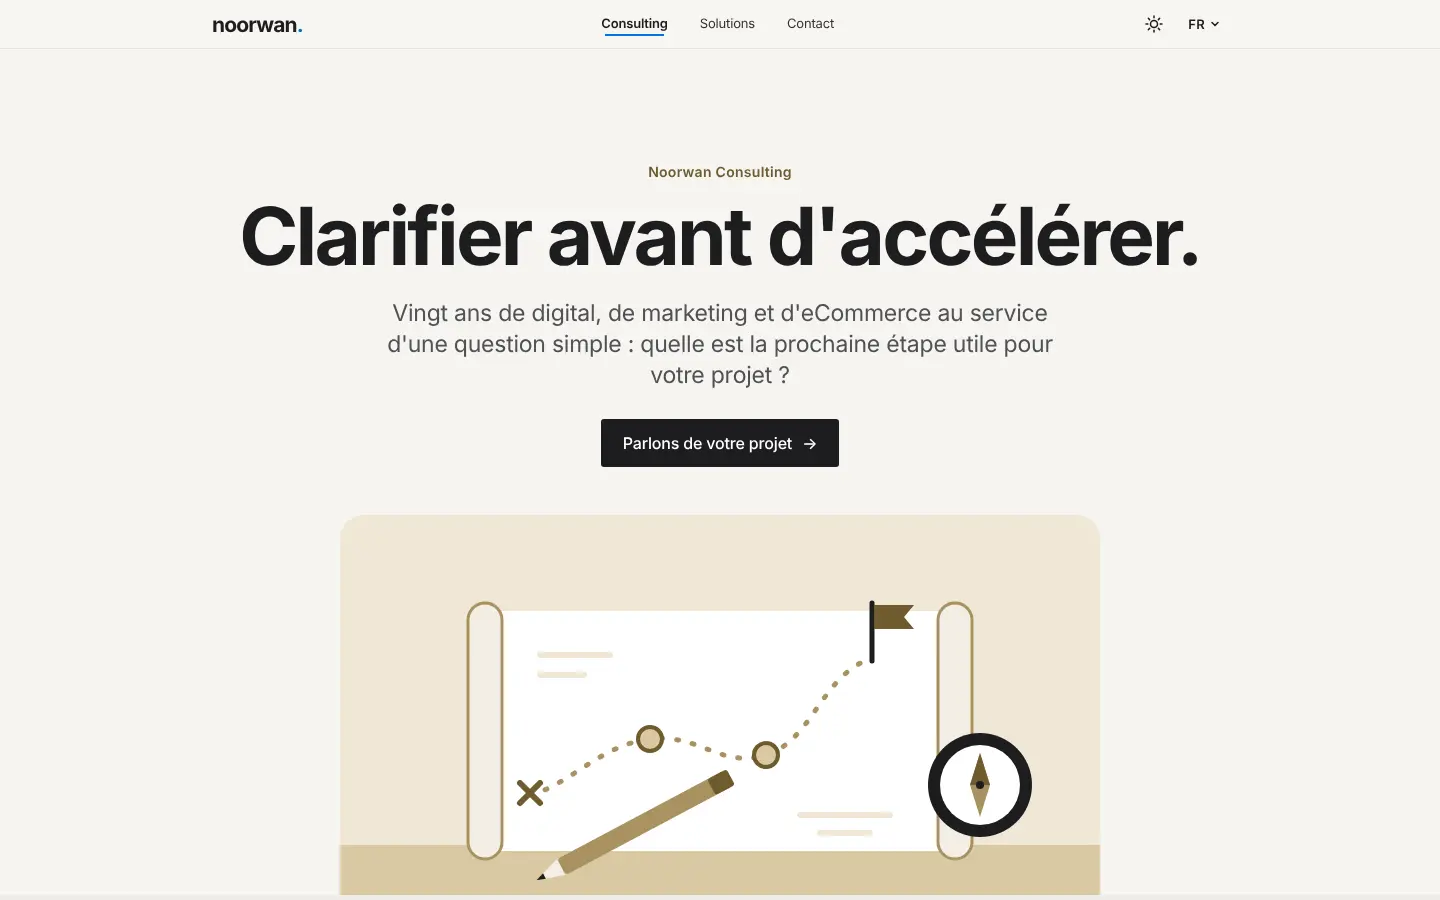 noorwan.
Consulting
Solutions
Contact
FR
Noorwan Consulting
Clarifier avant d'accélérer.
Vingt ans de digital, de marketing et d'eCommerce au service
d'une question simple : quelle est la prochaine étape utile pour
votre projet ?
Parlons de votre projet →